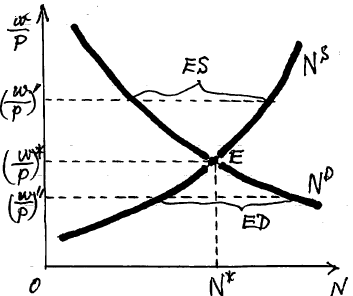 w/P
ES
N^S
(w/P)'
(w/P)*
E
(w/P)''
N^D
ED
O
N*
N